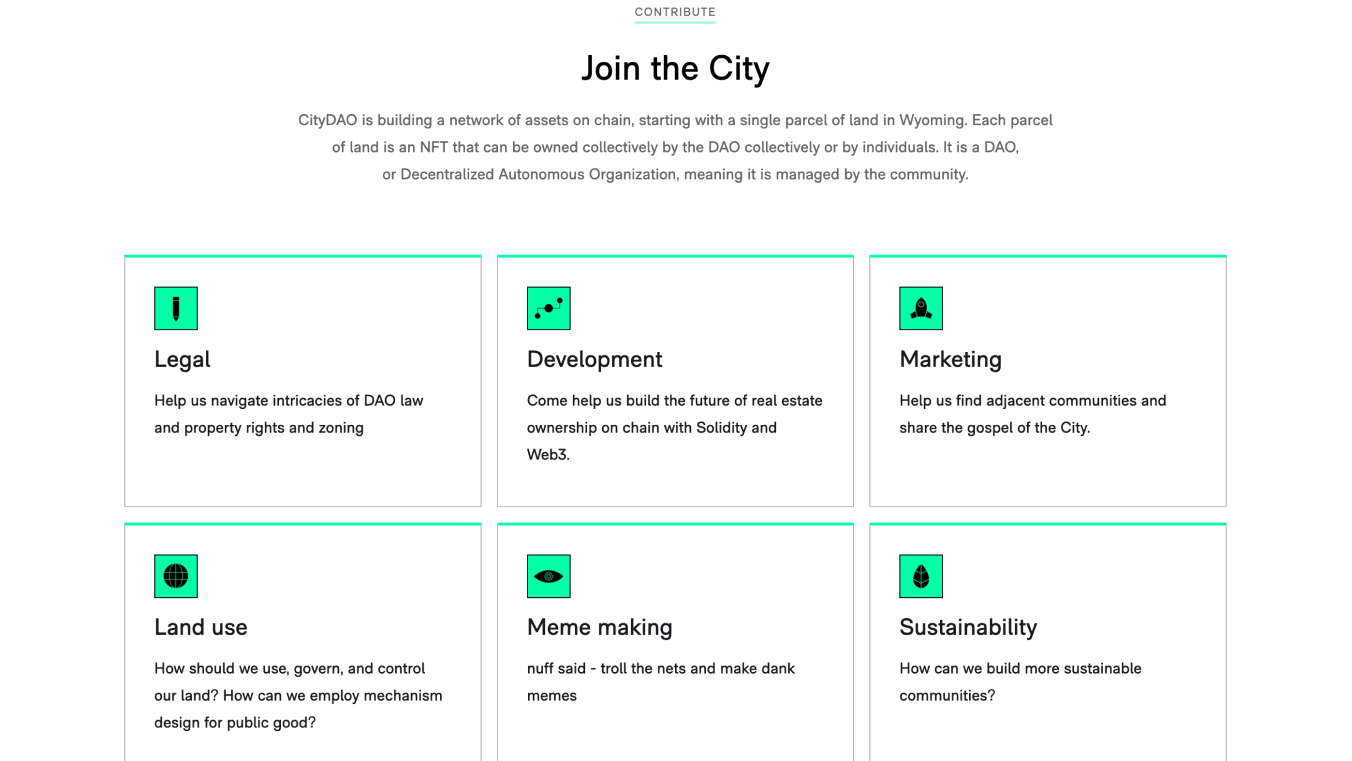 CONTRIBUTE
Join the City
CityDAO is building a network of assets on chain, starting with a single parcel of land in Wyoming. Each parcel
of land is an NFT that can be owned collectively by the DAO collectively or by individuals. It is a DAO,
or Decentralized Autonomous Organization, meaning it is managed by the community.
Legal
Help us navigate intricacies of DAO law
and property rights and zoning
Development
Come help us build the future of real estate
ownership on chain with Solidity and
Web3.
Marketing
Help us find adjacent communities and
share the gospel of the City.
Land use
How should we use, govern, and control
our land? How can we employ mechanism
design for public good?
Meme making
nuff said - troll the nets and make dank
memes
Sustainability
How can we build more sustainable
communities?